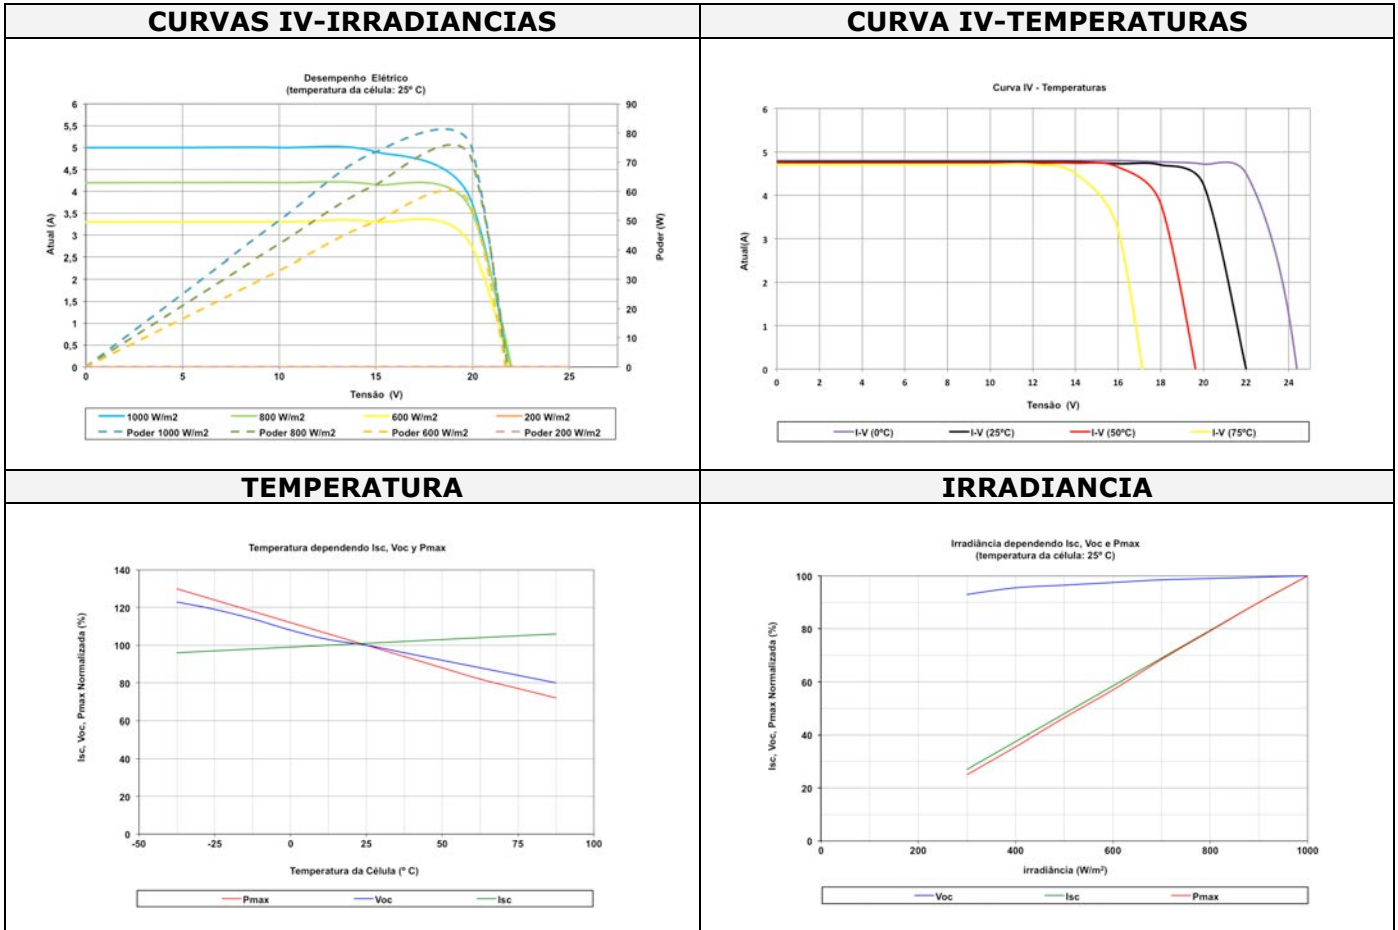 CURVAS IV-IRRADIANCIAS
Desempenho Elétrico
(temperatura da célula: 25º C)
6
5,5
5
4,5
4
3,5
3
2,5
2
1,5
1
0,5
0
90
80
70
60
50
40
30
20
10
0
Atual (A)
Poder (W)
0 5 10 15 20 25
Tensão (V)
1000 W/m2 800 W/m2 600 W/m2 200 W/m2
Poder 1000 W/m2 Poder 800 W/m2 Poder 600 W/m2 Poder 200 W/m2
CURVA IV-TEMPERATURAS
Curva IV - Temperaturas
6
5
4
3
2
1
0
Atual(A)
0 2 4 6 8 10 12 14 16 18 20 22 24
Tensão (V)
I-V (0ºC) I-V (25ºC) I-V (50ºC) I-V (75ºC)
TEMPERATURA
Temperatura dependendo Isc, Voc y Pmax
140
120
100
80
60
40
20
0
Isc, Voc, Pmax Normalizada (%)
-50 -25 0 25 50 75 100
Temperatura da Célula (º C)
Pmax Voc Isc
IRRADIANCIA
Irradiância dependendo Isc, Voc e Pmax
(temperatura da célula: 25º C)
100
80
60
40
20
0
Isc, Voc, Pmax Normalizada (%)
0 200 400 600 800 1000
irradiância (W/m²)
Voc Isc Pmax